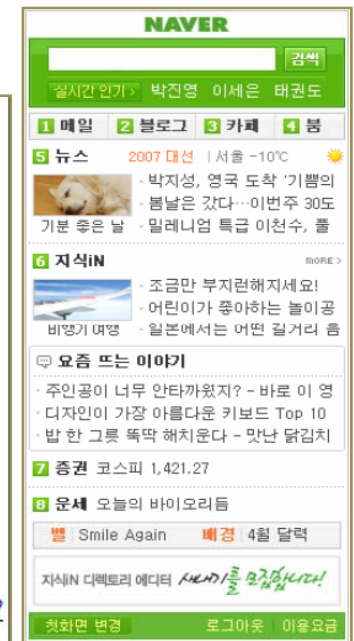 NAVER
검색
실시간 인기 > 박진영 이세은 태권도
1 메일 2 블로그 3 카페 4 붐
5 뉴스 2007 대선 | 서울 -10℃
· 박지성, 영국 도착 '기쁨의
· 봄날은 갔다…이번주 30도
기분 좋은 날 · 밀레니엄 특급 이천수, 풀
6 지식iN more >
· 조금만 부지런해지세요!
· 어린이가 좋아하는 놀이공
비행기 여행 · 일본에서는 어떤 길거리 음
요즘 뜨는 이야기
· 주인공이 너무 안타까웠지? - 바로 이 영
· 디자인이 가장 아름다운 키보드 Top 10
· 밥 한 그릇 뚝딱 해치운다 - 맛난 닭김치
7 증권 코스피 1,421.27
8 운세 오늘의 바이오리듬
벨 Smile Again 배경 4월 달력
지식iN 디렉토리 에디터 새내기를 모집합니다!
첫화면 변경 로그아웃 | 이용요금